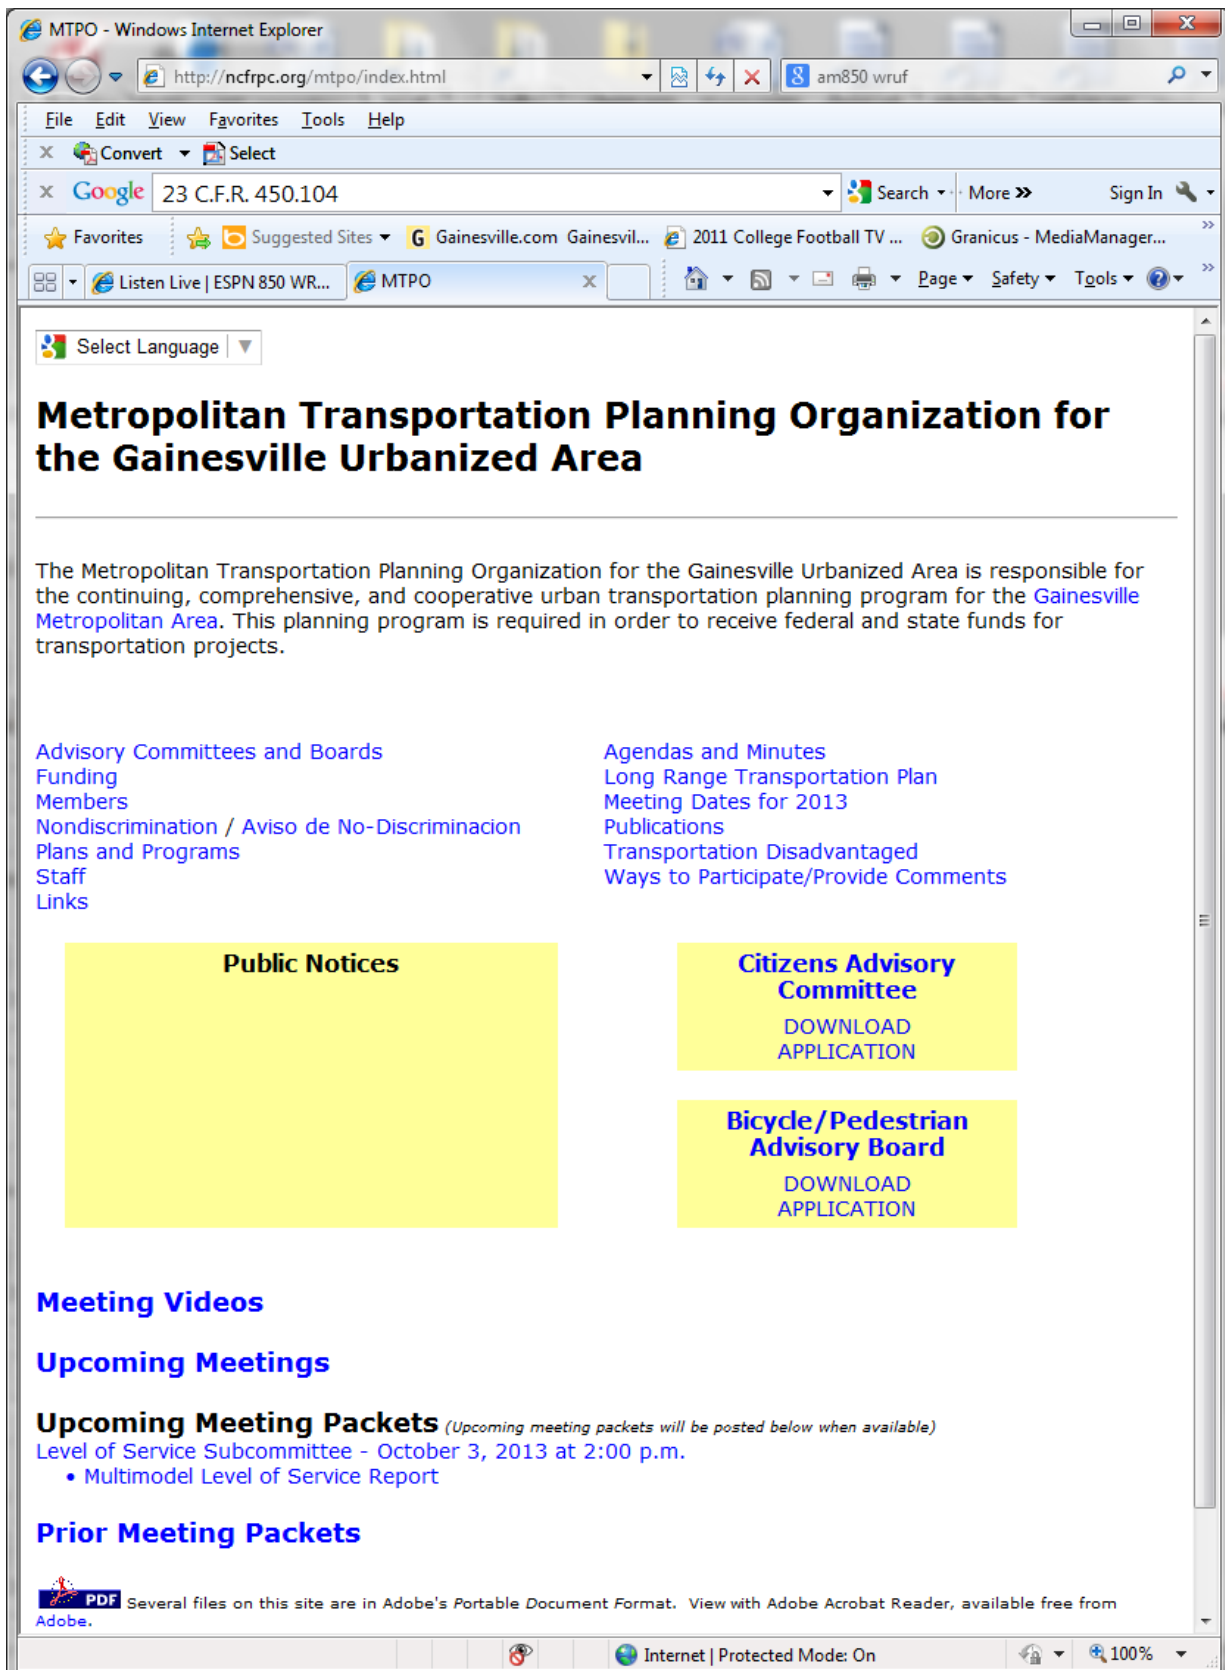 MTPO - Windows Internet Explorer
http://ncfrpc.org/mtpo/index.html
am850 wruf
File Edit View Favorites Tools Help
x Convert Select
x Google 23 C.F.R. 450.104 Search More >> Sign In
Favorites Suggested Sites Gainesville.com Gainesvil... 2011 College Football TV ... Granicus - MediaManager... >>
Listen Live | ESPN 850 WR... MTPO x Page Safety Tools >>
Select Language
Metropolitan Transportation Planning Organization for
the Gainesville Urbanized Area
The Metropolitan Transportation Planning Organization for the Gainesville Urbanized Area is responsible for
the continuing, comprehensive, and cooperative urban transportation planning program for the Gainesville
Metropolitan Area. This planning program is required in order to receive federal and state funds for
transportation projects.
Advisory Committees and Boards
Funding
Members
Nondiscrimination / Aviso de No-Discriminacion
Plans and Programs
Staff
Links
Agendas and Minutes
Long Range Transportation Plan
Meeting Dates for 2013
Publications
Transportation Disadvantaged
Ways to Participate/Provide Comments
Public Notices
Citizens Advisory
Committee
DOWNLOAD
APPLICATION
Bicycle/Pedestrian
Advisory Board
DOWNLOAD
APPLICATION
Meeting Videos
Upcoming Meetings
Upcoming Meeting Packets (Upcoming meeting packets will be posted below when available)
Level of Service Subcommittee - October 3, 2013 at 2:00 p.m.
• Multimodel Level of Service Report
Prior Meeting Packets
PDF Several files on this site are in Adobe's Portable Document Format. View with Adobe Acrobat Reader, available free from
Adobe.
Internet | Protected Mode: On 100%